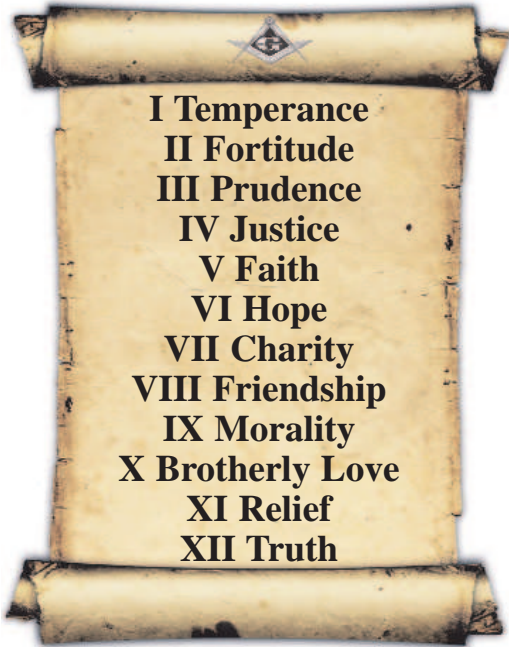 G
I Temperance
II Fortitude
III Prudence
IV Justice
V Faith
VI Hope
VII Charity
VIII Friendship
IX Morality
X Brotherly Love
XI Relief
XII Truth